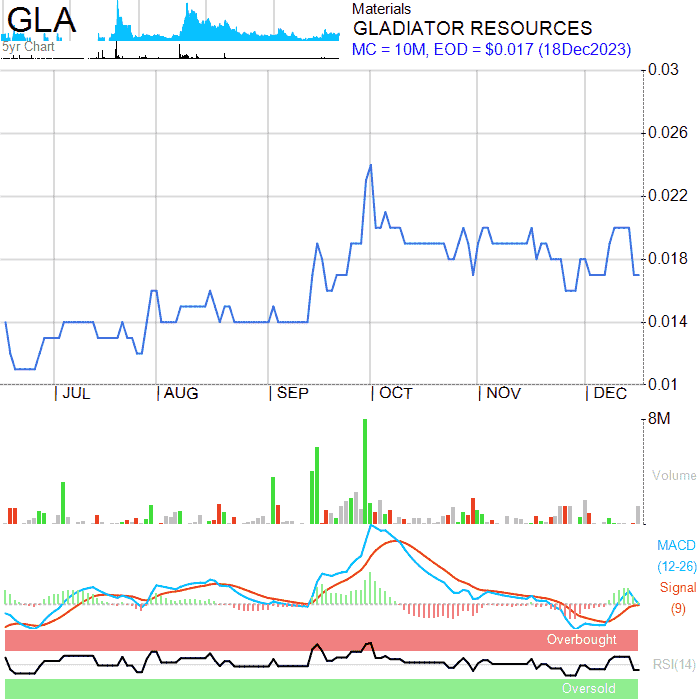 GLA
5yr Chart
Materials
GLADIATOR RESOURCES
MC = 10M, EOD = $0.017 (18Dec2023)
0.03
0.026
0.022
0.018
0.014
0.01
JUL AUG SEP OCT NOV DEC
8M
Volume
MACD
(12-26)
Signal
(9)
Overbought
RSI(14)
Oversold